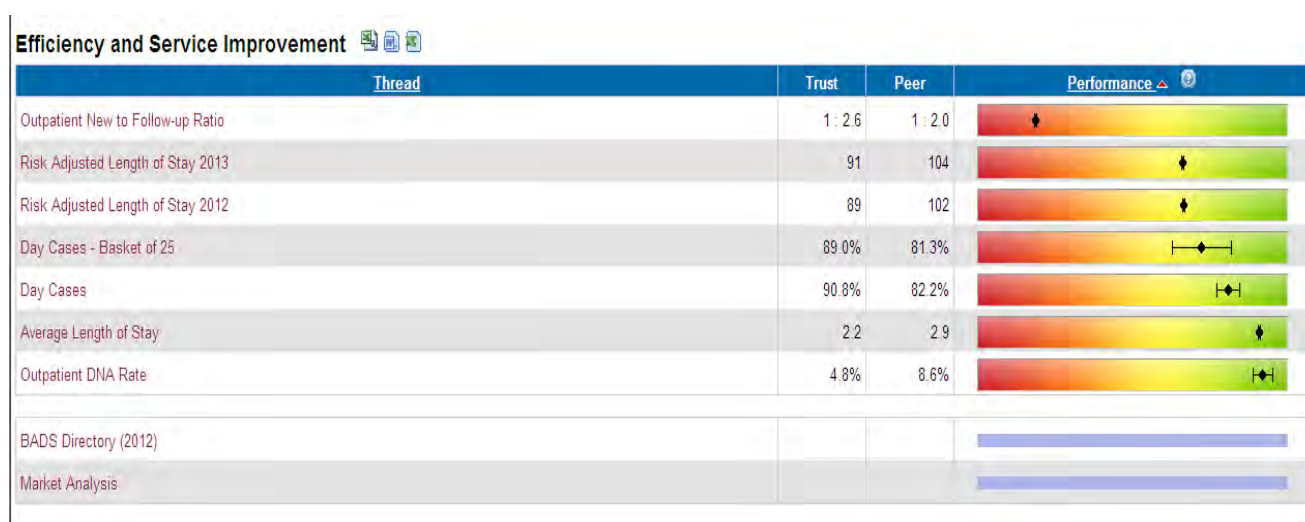 Efficiency and Service Improvement
Thread Trust Peer Performance
Outpatient New to Follow-up Ratio 1 : 2.6 1 : 2.0
Risk Adjusted Length of Stay 2013 91 104
Risk Adjusted Length of Stay 2012 89 102
Day Cases - Basket of 25 89.0% 81.3%
Day Cases 90.8% 82.2%
Average Length of Stay 2.2 2.9
Outpatient DNA Rate 4.8% 8.6%
BADS Directory (2012)
Market Analysis